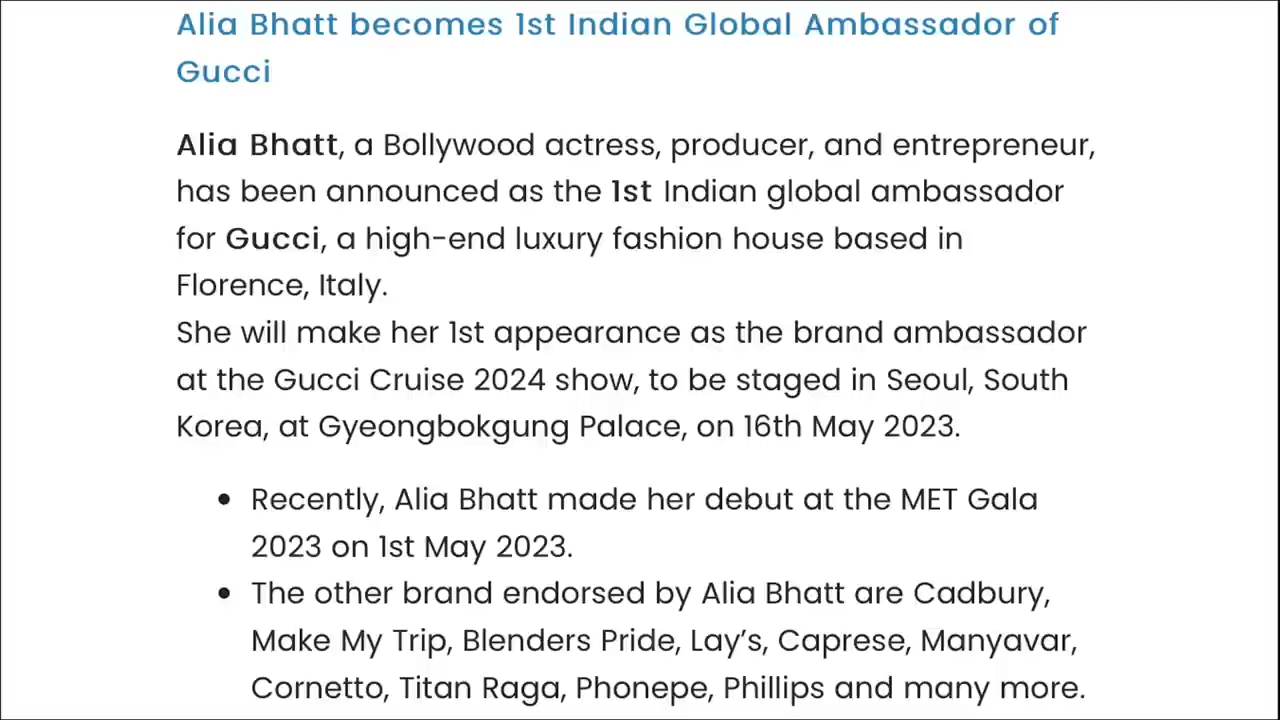 Alia Bhatt becomes 1st Indian Global Ambassador of
Gucci
Alia Bhatt, a Bollywood actress, producer, and entrepreneur,
has been announced as the 1st Indian global ambassador
for Gucci, a high-end luxury fashion house based in
Florence, Italy.
She will make her 1st appearance as the brand ambassador
at the Gucci Cruise 2024 show, to be staged in Seoul, South
Korea, at Gyeongbokgung Palace, on 16th May 2023.
• Recently, Alia Bhatt made her debut at the MET Gala
2023 on 1st May 2023.
• The other brand endorsed by Alia Bhatt are Cadbury,
Make My Trip, Blenders Pride, Lay’s, Caprese, Manyavar,
Cornetto, Titan Raga, Phonepe, Phillips and many more.